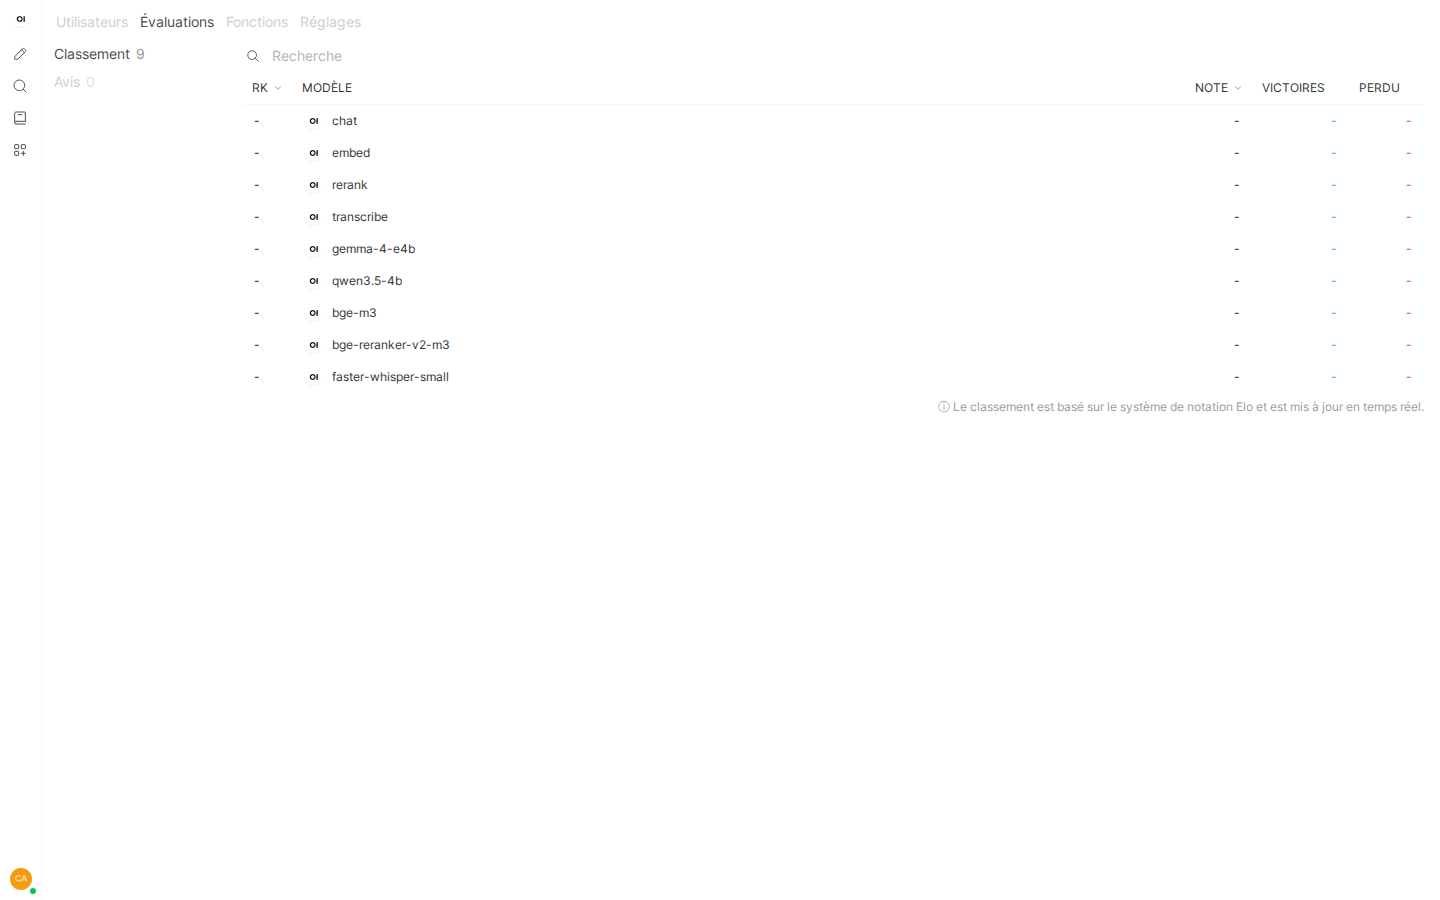 OI
Utilisateurs Évaluations Fonctions Réglages
Classement 9
Avis 0
Recherche
RK MODÈLE NOTE VICTOIRES PERDU
- OI chat - - -
- OI embed - - -
- OI rerank - - -
- OI transcribe - - -
- OI gemma-4-e4b - - -
- OI qwen3.5-4b - - -
- OI bge-m3 - - -
- OI bge-reranker-v2-m3 - - -
- OI faster-whisper-small - - -
ⓘ Le classement est basé sur le système de notation Elo et est mis à jour en temps réel.
CA